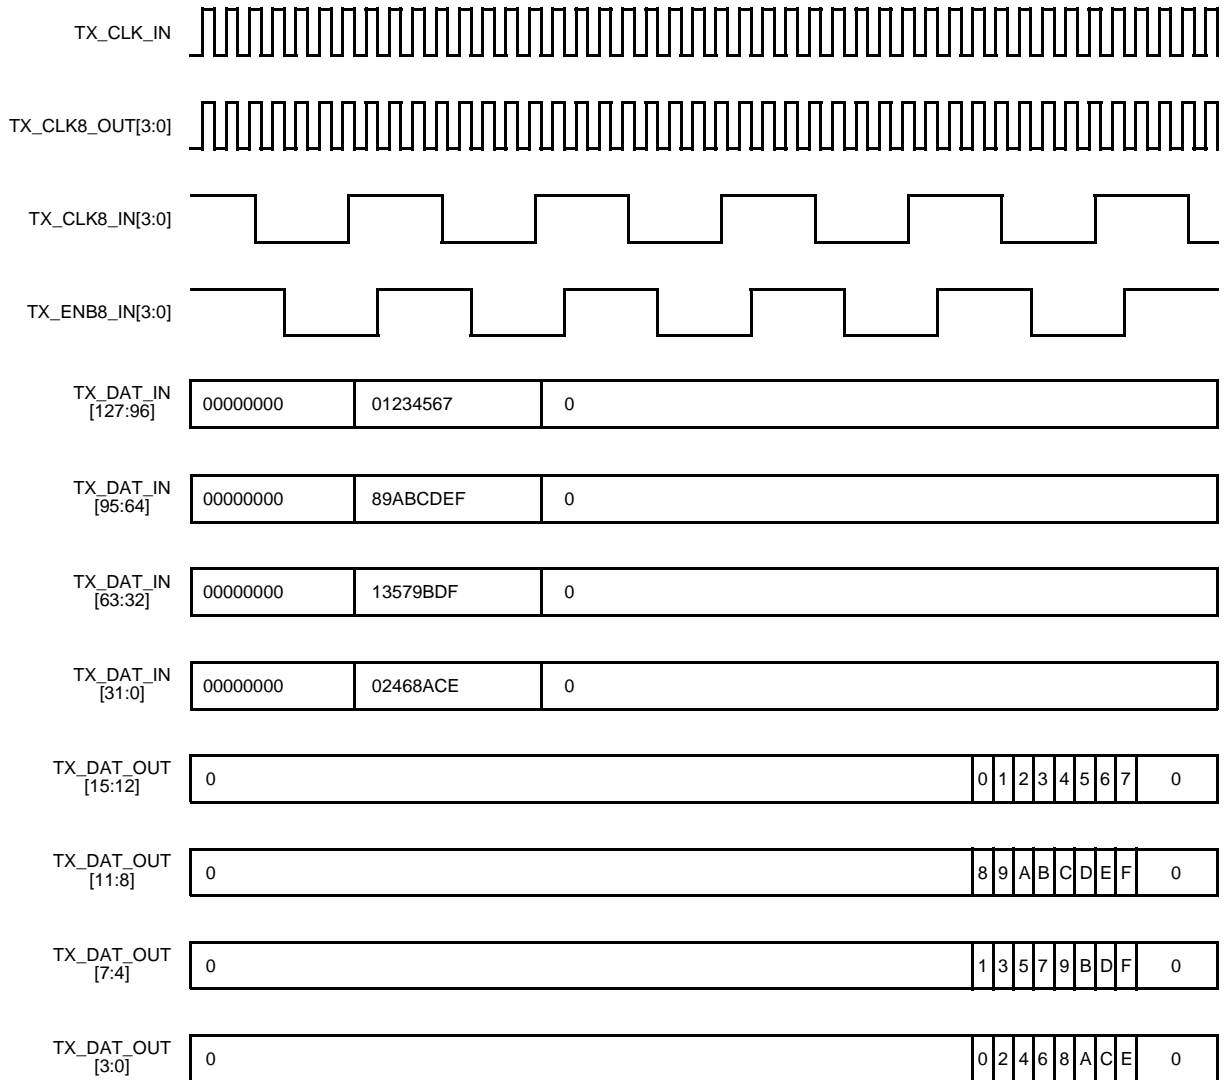 TX_CLK_IN
TX_CLK8_OUT[3:0]
TX_CLK8_IN[3:0]
TX_ENB8_IN[3:0]
TX_DAT_IN
[127:96]
00000000 01234567 0
TX_DAT_IN
[95:64]
00000000 89ABCDEF 0
TX_DAT_IN
[63:32]
00000000 13579BDF 0
TX_DAT_IN
[31:0]
00000000 02468ACE 0
TX_DAT_OUT
[15:12]
0 0 1 2 3 4 5 6 7 0
TX_DAT_OUT
[11:8]
0 8 9 A B C D E F 0
TX_DAT_OUT
[7:4]
0 1 3 5 7 9 B D F 0
TX_DAT_OUT
[3:0]
0 0 2 4 6 8 A C E 0